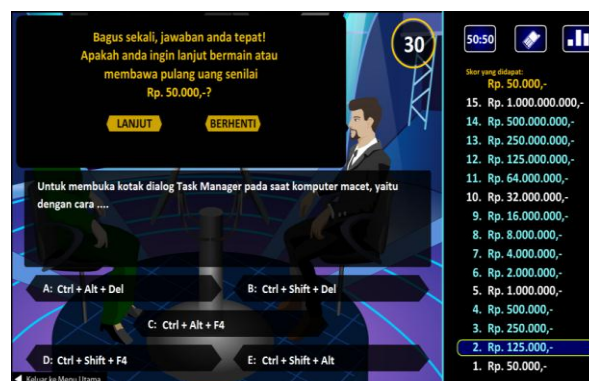 Bagus sekali, jawaban anda tepat!
Apakah anda ingin lanjut bermain atau
membawa pulang uang senilai
Rp. 50.000,-?
LANJUT
BERHENTI
30
50:50
Skor yang didapat:
Rp. 50.000,-
15. Rp. 1.000.000.000,-
14. Rp. 500.000.000,-
13. Rp. 250.000.000,-
12. Rp. 125.000.000,-
11. Rp. 64.000.000,-
10. Rp. 32.000.000,-
9. Rp. 16.000.000,-
8. Rp. 8.000.000,-
7. Rp. 4.000.000,-
6. Rp. 2.000.000,-
5. Rp. 1.000.000,-
4. Rp. 500.000,-
3. Rp. 250.000,-
2. Rp. 125.000,-
1. Rp. 50.000,-
Untuk membuka kotak dialog Task Manager pada saat komputer macet, yaitu
dengan cara ....
A: Ctrl + Alt + Del
B: Ctrl + Shift + Del
C: Ctrl + Alt + F4
D: Ctrl + Shift + F4
E: Ctrl + Shift + Alt
Keluar ke Menu Utama